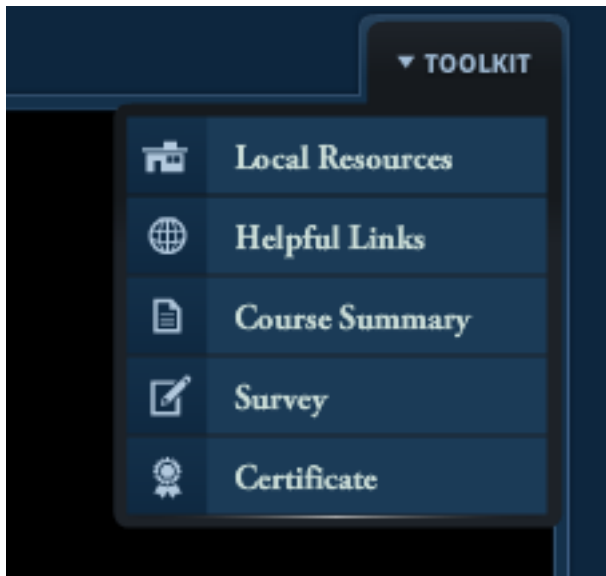 TOOLKIT
Local Resources
Helpful Links
Course Summary
Survey
Certificate